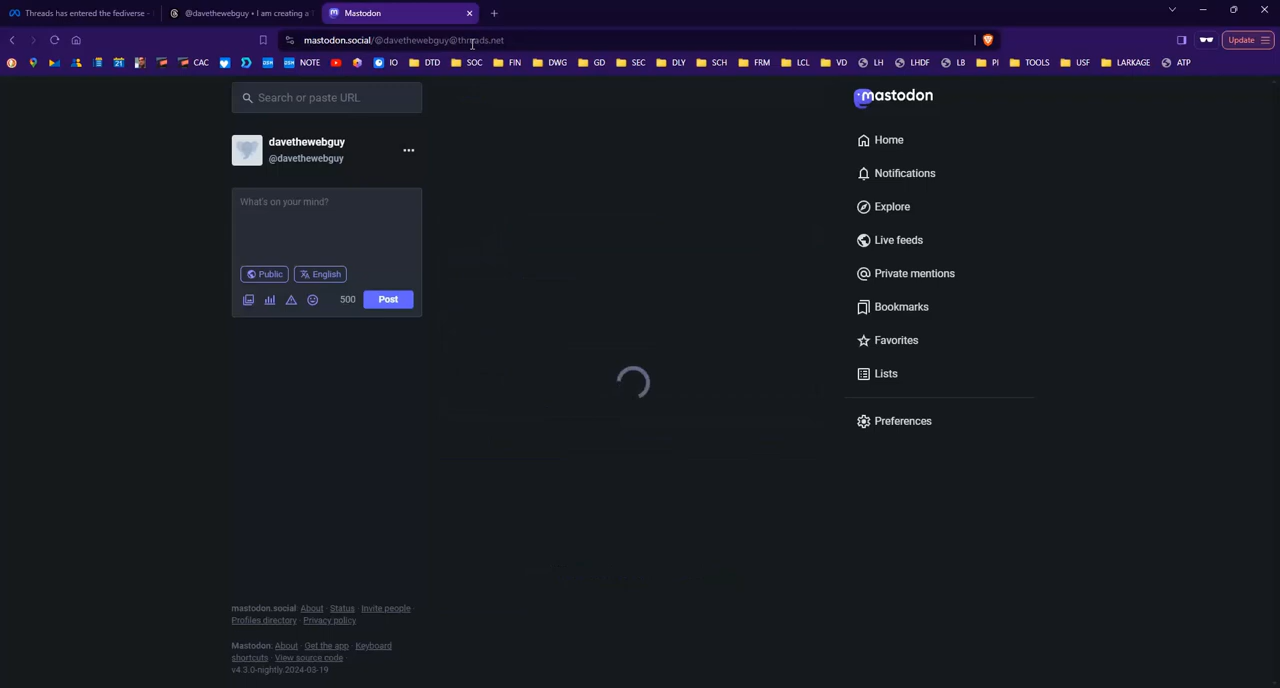 Threads has entered the fediverse -
@davethewebguy • I am creating a
Mastodon
mastodon.social/@davethewebguy@threads.net
Update
CAC
NOTE
IO
DTD
SOC
FIN
DWG
GD
SEC
DLY
SCH
FRM
LCL
VD
LH
LHDF
LB
PI
TOOLS
USF
LARKAGE
ATP
Search or paste URL
mastodon
davethewebguy
@davethewebguy
What's on your mind?
Public
English
500
Post
Home
Notifications
Explore
Live feeds
Private mentions
Bookmarks
Favorites
Lists
Preferences
mastodon.social About · Status · Invite people ·
Profiles directory · Privacy policy
Mastodon: About · Get the app · Keyboard
shortcuts · View source code ·
v4.3.0-nightly.2024-03-19